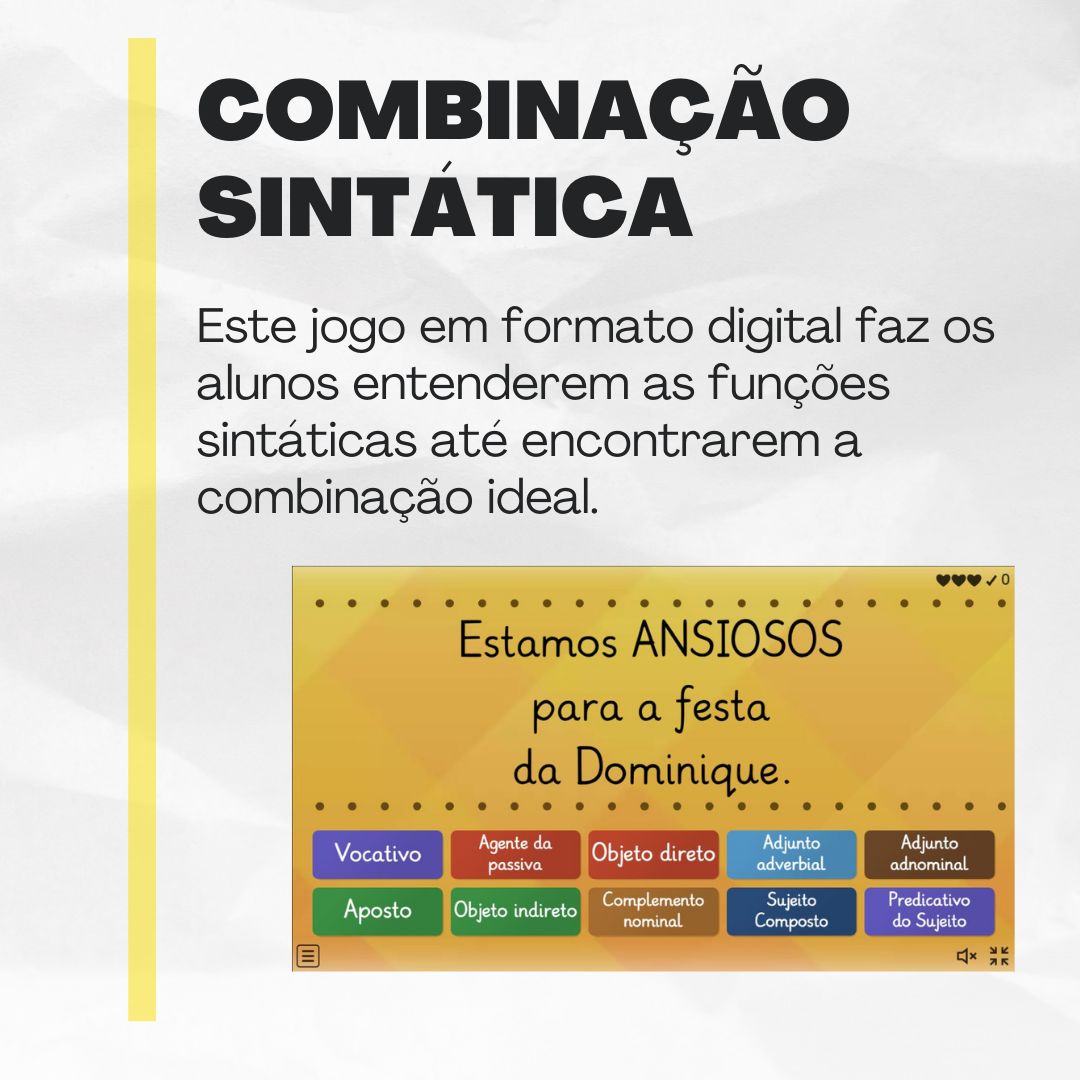 COMBINAÇÃO
SINTÁTICA
Este jogo em formato digital faz os
alunos entenderem as funções
sintáticas até encontrarem a
combinação ideal.
0
Estamos ANSIOSOS
para a festa
da Dominique.
Vocativo
Agente da
passiva
Objeto direto
Adjunto
adverbial
Adjunto
adnominal
Aposto
Objeto indireto
Complemento
nominal
Sujeito
Composto
Predicativo
do Sujeito